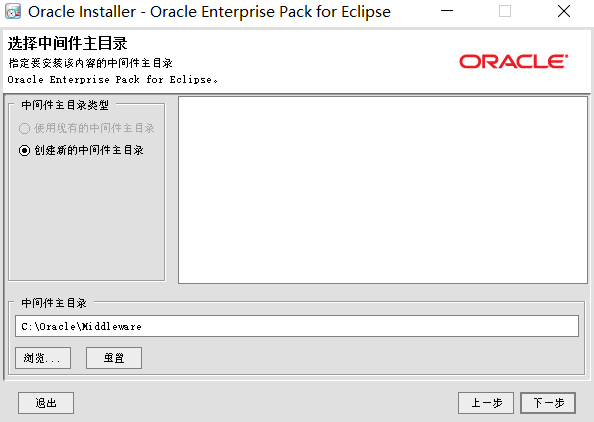 Oracle Installer - Oracle Enterprise Pack for Eclipse
选择中间件主目录
指定要安装该内容的中间件主目录
Oracle Enterprise Pack for Eclipse。
ORACLE
中间件主目录类型
使用现有的中间件主目录
创建新的中间件主目录
中间件主目录
C:\Oracle\Middleware
浏览...
重置
退出
上一步
下一步